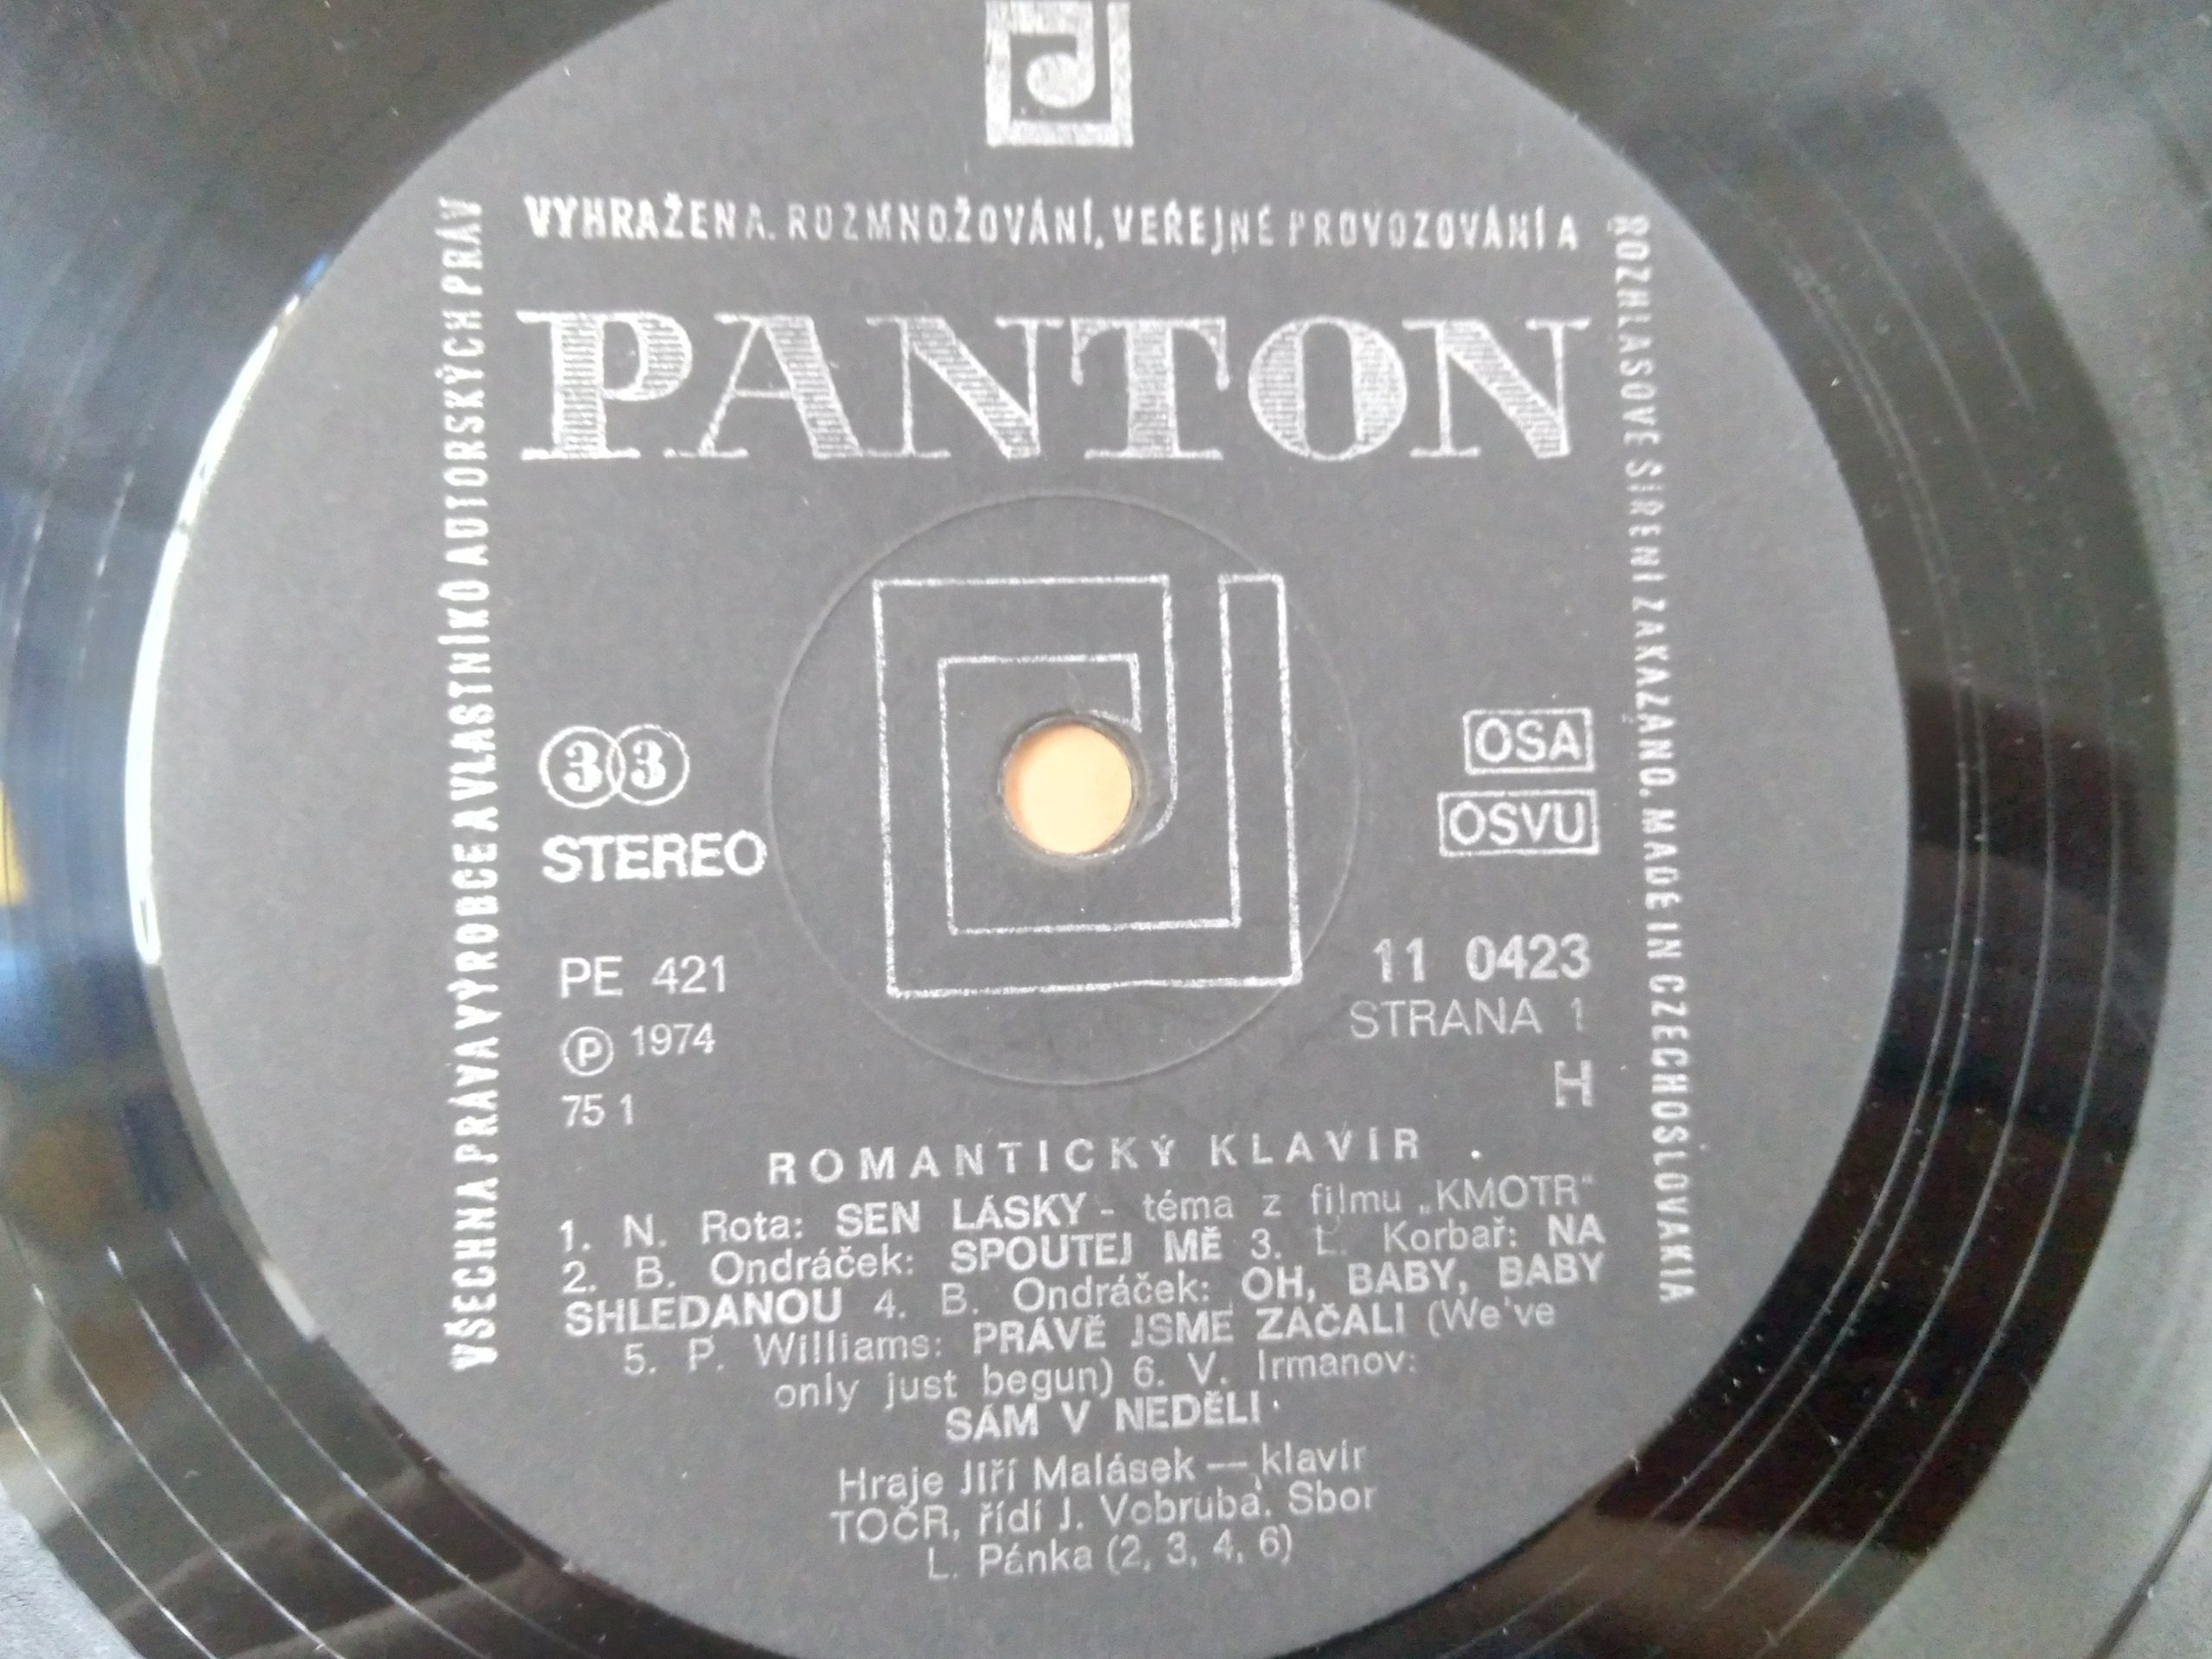 VŠECHNA PRÁVA VÝROBCE A VLASTNÍKŮ AUTORSKÝCH PRÁV
VYHRAŽENA. ROZMNOŽOVÁNÍ, VEŘEJNÉ PROVOZOVÁNÍ A
ROZHLASOVÉ ŠÍŘENÍ ZAKÁZÁNO. MADE IN CZECHOSLOVAKIA
PANTON
33
STEREO
OSA
OSVU
PE 421
Ⓟ 1974
75 1
11 0423
STRANA 1
H
ROMANTICKÝ KLAVÍR
1. N. Rota: SEN LÁSKY - téma z filmu „KMOTR“
2. B. Ondráček: SPOUTEJ MĚ 3. L. Korbař: NA
SHLEDANOU 4. B. Ondráček: OH, BABY, BABY
5. P. Williams: PRÁVĚ JSME ZAČALI (We've
only just begun) 6. V. Irmanov:
SÁM V NEDĚLI
Hraje Jiří Malásek — klavír
TOČR, řídí J. Vobruba. Sbor
L. Pánka (2, 3, 4, 6)